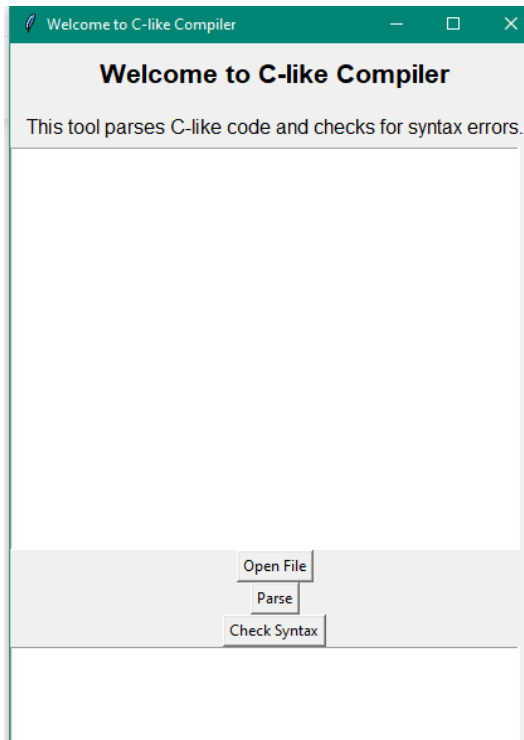 Welcome to C-like Compiler
Welcome to C-like Compiler
This tool parses C-like code and checks for syntax errors.
Open File
Parse
Check Syntax